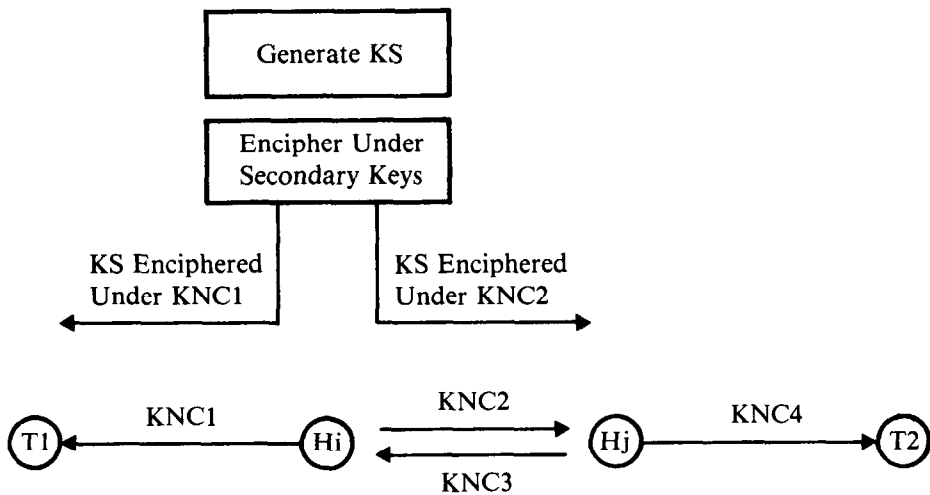 Generate KS
Encipher Under
Secondary Keys
KS Enciphered
Under KNC1
KS Enciphered
Under KNC2
KNC1
KNC2
KNC4
T1
Hi
Hj
T2
KNC3